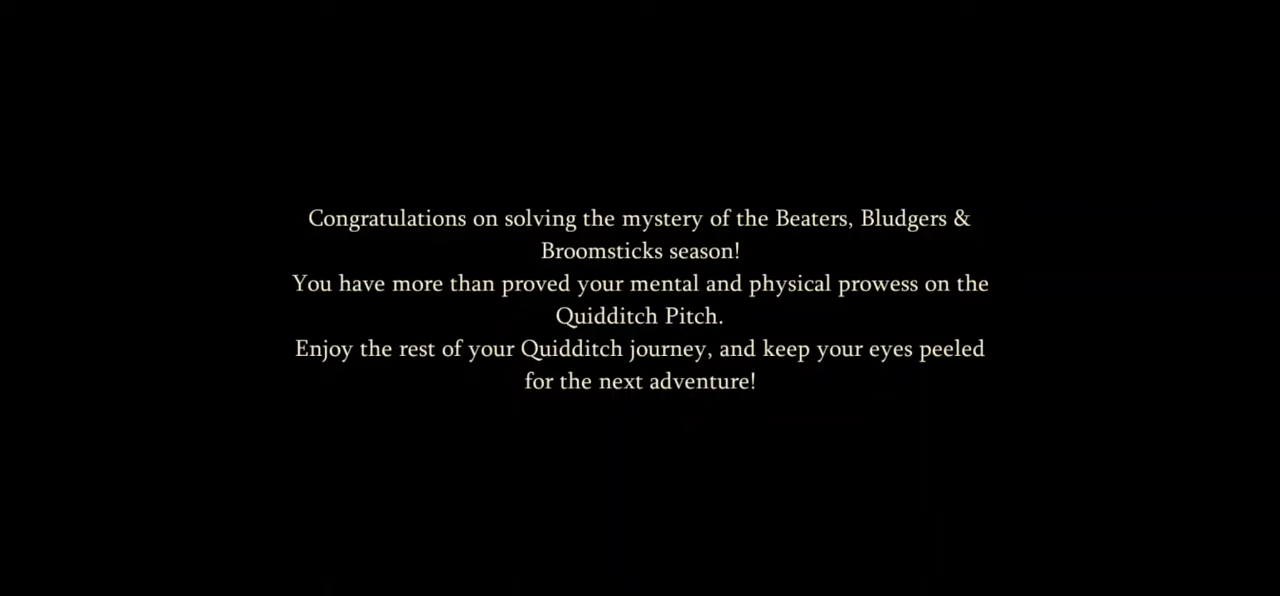 Congratulations on solving the mystery of the Beaters, Bludgers &
Broomsticks season!
You have more than proved your mental and physical prowess on the
Quidditch Pitch.
Enjoy the rest of your Quidditch journey, and keep your eyes peeled
for the next adventure!